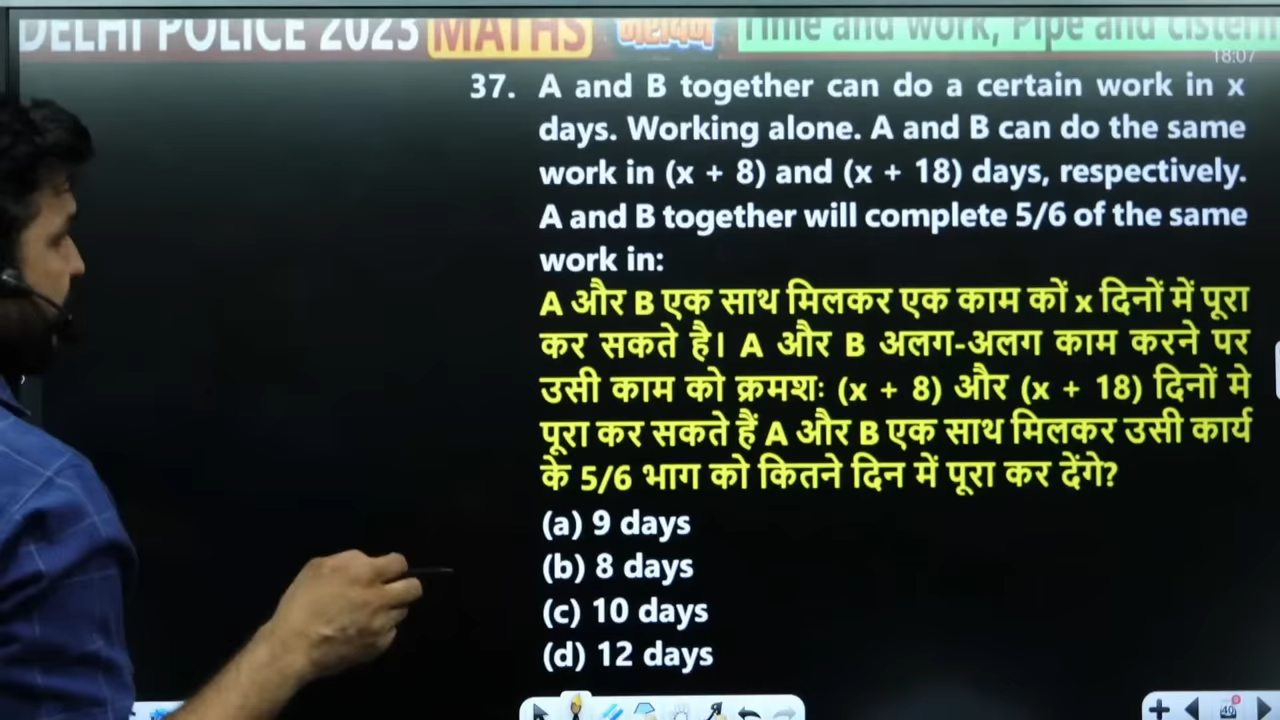 DELHI POLICE 2023 MATHS महापैक Time and work, Pipe and cistern
18:07
37. A and B together can do a certain work in x
days. Working alone. A and B can do the same
work in (x + 8) and (x + 18) days, respectively.
A and B together will complete 5/6 of the same
work in:
A और B एक साथ मिलकर एक काम कों x दिनों में पूरा
कर सकते है। A और B अलग-अलग काम करने पर
उसी काम को क्रमशः (x + 8) और (x + 18) दिनों मे
पूरा कर सकते हैं A और B एक साथ मिलकर उसी कार्य
के 5/6 भाग को कितने दिन में पूरा कर देंगे?
(a) 9 days
(b) 8 days
(c) 10 days
(d) 12 days
49